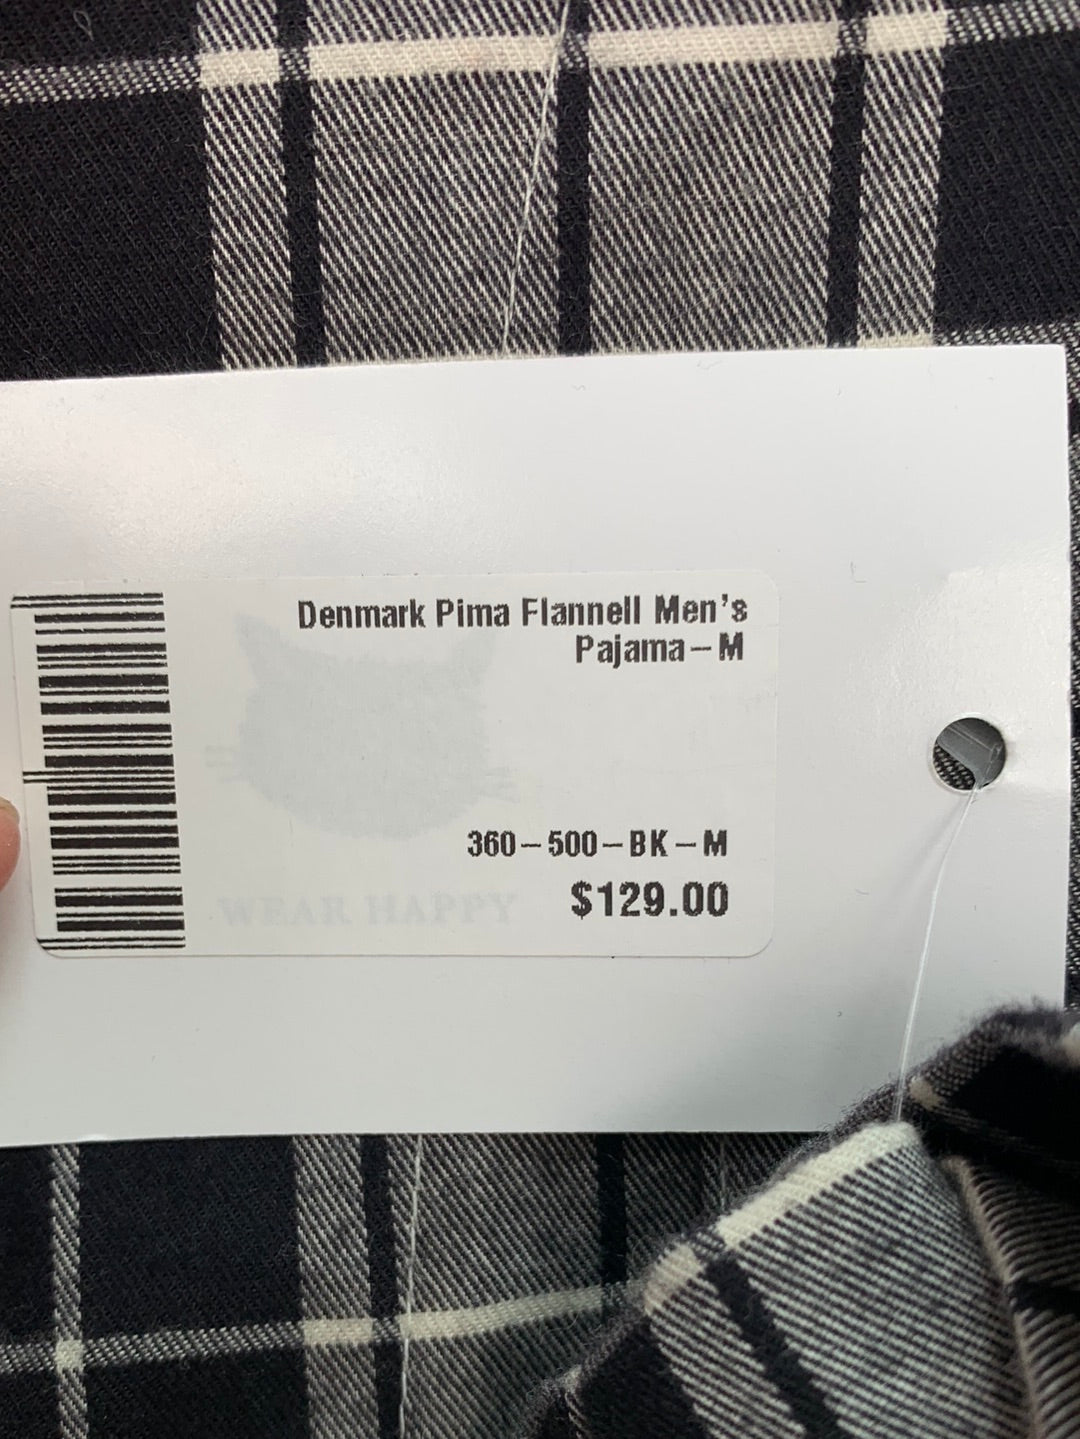 Denmark Pima Flannell Men's
Pajama-M
360-500-BK-M
$129.00
WEAR HAPPY